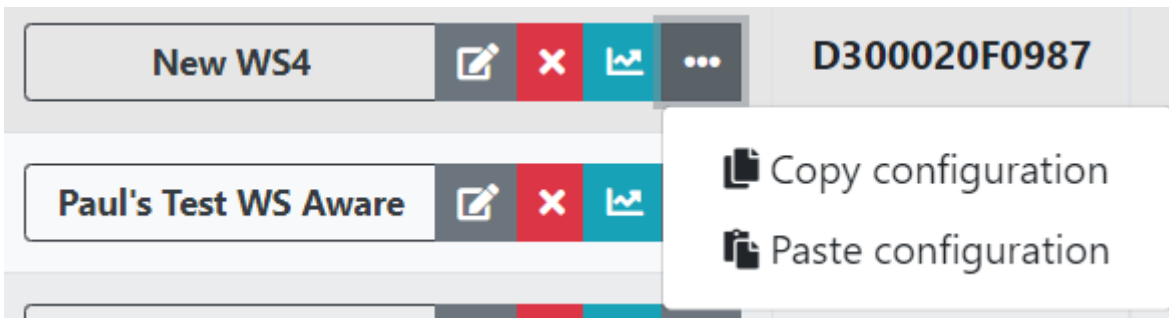 New WS4
D300020F0987
Copy configuration
Paul's Test WS Aware
Paste configuration